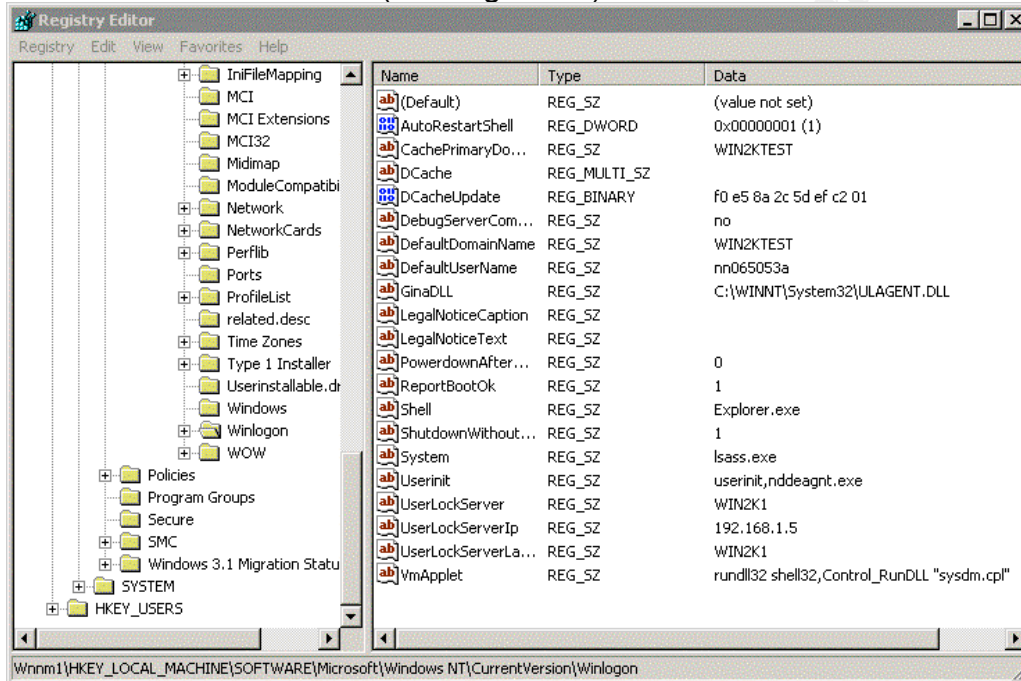 Registry Editor
Registry Edit View Favorites Help
IniFileMapping
MCI
MCI Extensions
MCI32
Midimap
ModuleCompatibi
Network
NetworkCards
Perflib
Ports
ProfileList
related.desc
Time Zones
Type 1 Installer
Userinstallable.dr
Windows
Winlogon
WOW
Policies
Program Groups
Secure
SMC
Windows 3.1 Migration Statu
SYSTEM
HKEY_USERS
Name Type Data
(Default) REG_SZ (value not set)
AutoRestartShell REG_DWORD 0x00000001 (1)
CachePrimaryDo... REG_SZ WIN2KTEST
DCache REG_MULTI_SZ
DCacheUpdate REG_BINARY f0 e5 8a 2c 5d ef c2 01
DebugServerCom... REG_SZ no
DefaultDomainName REG_SZ WIN2KTEST
DefaultUserName REG_SZ nn065053a
GinaDLL REG_SZ C:\WINNT\System32\ULAGENT.DLL
LegalNoticeCaption REG_SZ
LegalNoticeText REG_SZ
PowerdownAfter... REG_SZ 0
ReportBootOk REG_SZ 1
Shell REG_SZ Explorer.exe
ShutdownWithout... REG_SZ 1
System REG_SZ lsass.exe
Userinit REG_SZ userinit,nddeagnt.exe
UserLockServer REG_SZ WIN2K1
UserLockServerIp REG_SZ 192.168.1.5
UserLockServerLa... REG_SZ WIN2K1
VmApplet REG_SZ rundll32 shell32,Control_RunDLL "sysdm.cpl"
Wnnm1\HKEY_LOCAL_MACHINE\SOFTWARE\Microsoft\Windows NT\CurrentVersion\Winlogon